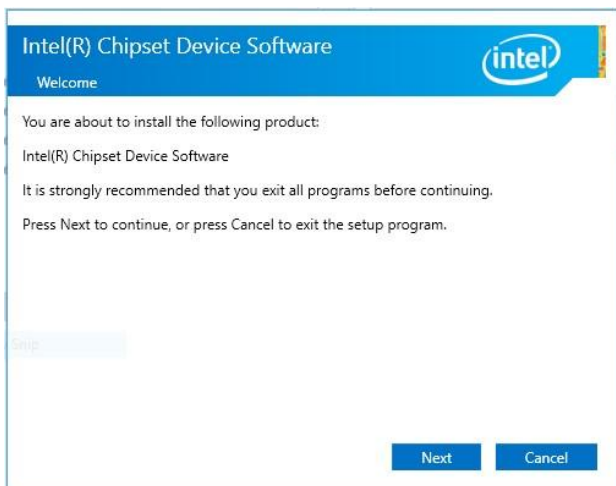 Intel(R) Chipset Device Software
intel
Welcome
You are about to install the following product:
Intel(R) Chipset Device Software
It is strongly recommended that you exit all programs before continuing.
Press Next to continue, or press Cancel to exit the setup program.
Snip
Next Cancel